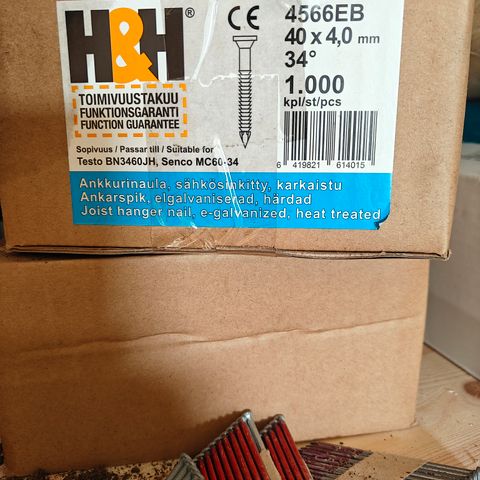 H&H®
TOIMIVUUSTAKUU
FUNKTIONSGARANTI
FUNCTION GUARANTEE
CE
4566EB
40 x 4,0 mm
34°
1.000
kpl/st/pcs
Sopivuus / Passar till / Suitable for
Testo BN3460JH, Senco MC60-34
6 419821 614015
Ankkurinaula, sähkösinkitty, karkaistu
Ankarspik, elgalvaniserad, härdad
Joist hanger nail, e-galvanized, heat treated